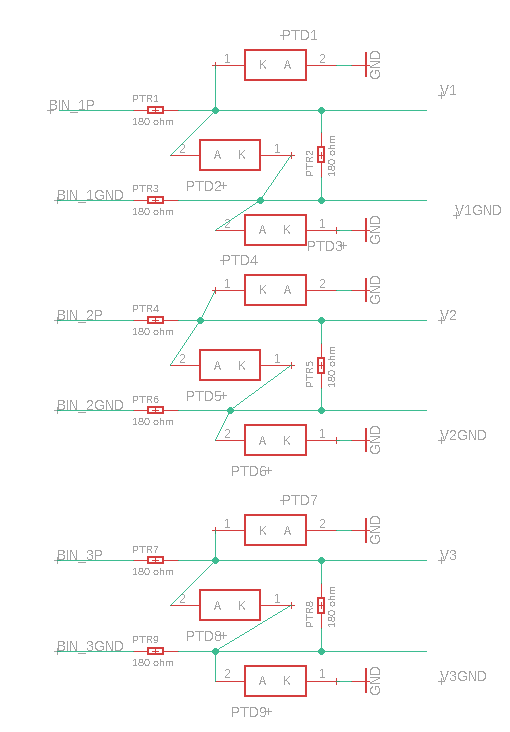 PTD1
1 K A 2 GND
V1
BIN_1P PTR1
180 ohm
2 A K 1
PTR2
180 ohm
PTD2
BIN_1GND PTR3
180 ohm
V1GND
2 A K 1 GND
PTD3
PTD4
1 K A 2 GND
BIN_2P PTR4
180 ohm
V2
2 A K 1
PTR5
180 ohm
PTD5
BIN_2GND PTR6
180 ohm
2 A K 1 GND
V2GND
PTD6
PTD7
1 K A 2 GND
BIN_3P PTR7
180 ohm
V3
2 A K 1
PTR8
180 ohm
PTD8
BIN_3GND PTR9
180 ohm
2 A K 1 GND
V3GND
PTD9